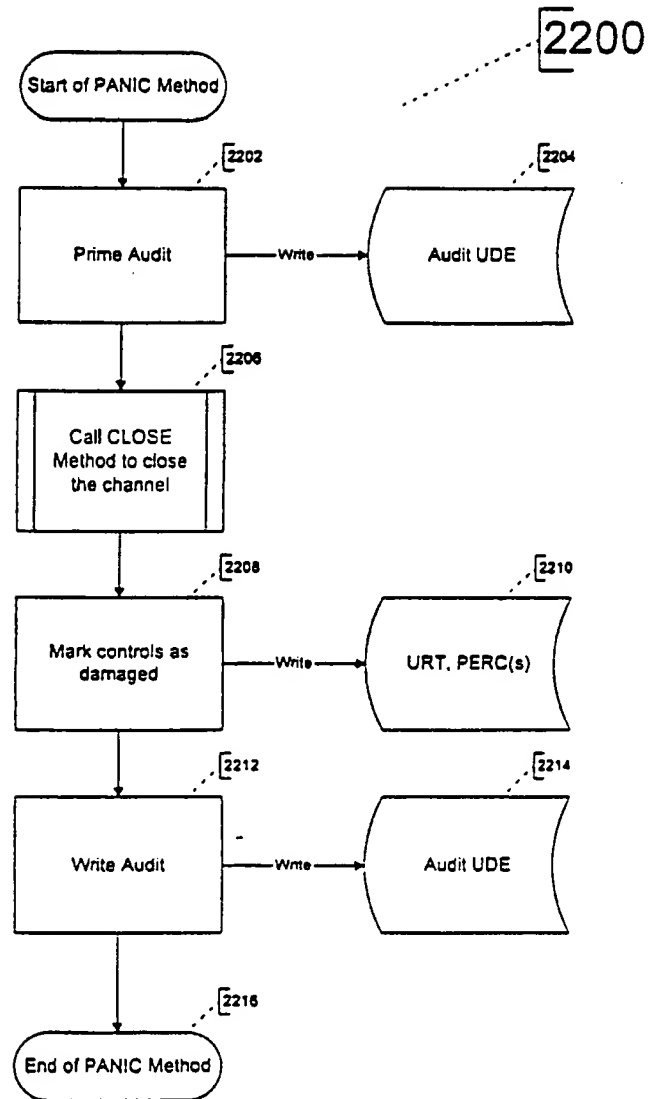 2200
Start of PANIC Method
2202
2204
Prime Audit
Write
Audit UDE
2206
Call CLOSE
Method to close
the channel
2208
2210
Mark controls as
damaged
Write
URT, PERC(s)
2212
2214
Write Audit
Write
Audit UDE
2216
End of PANIC Method